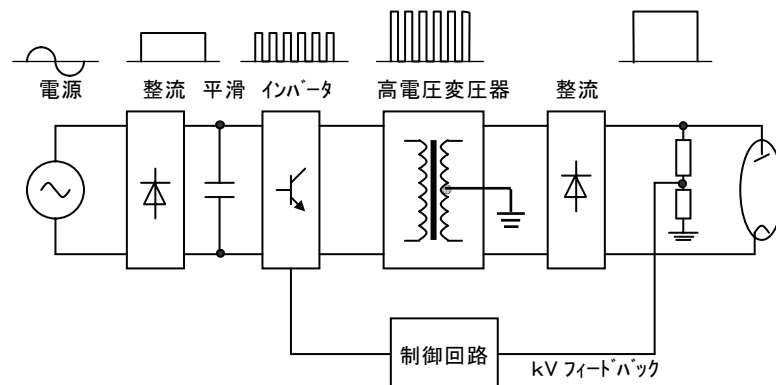 電源
整流
平滑
インバータ
高電圧変圧器
整流
制御回路
kV フィードバック